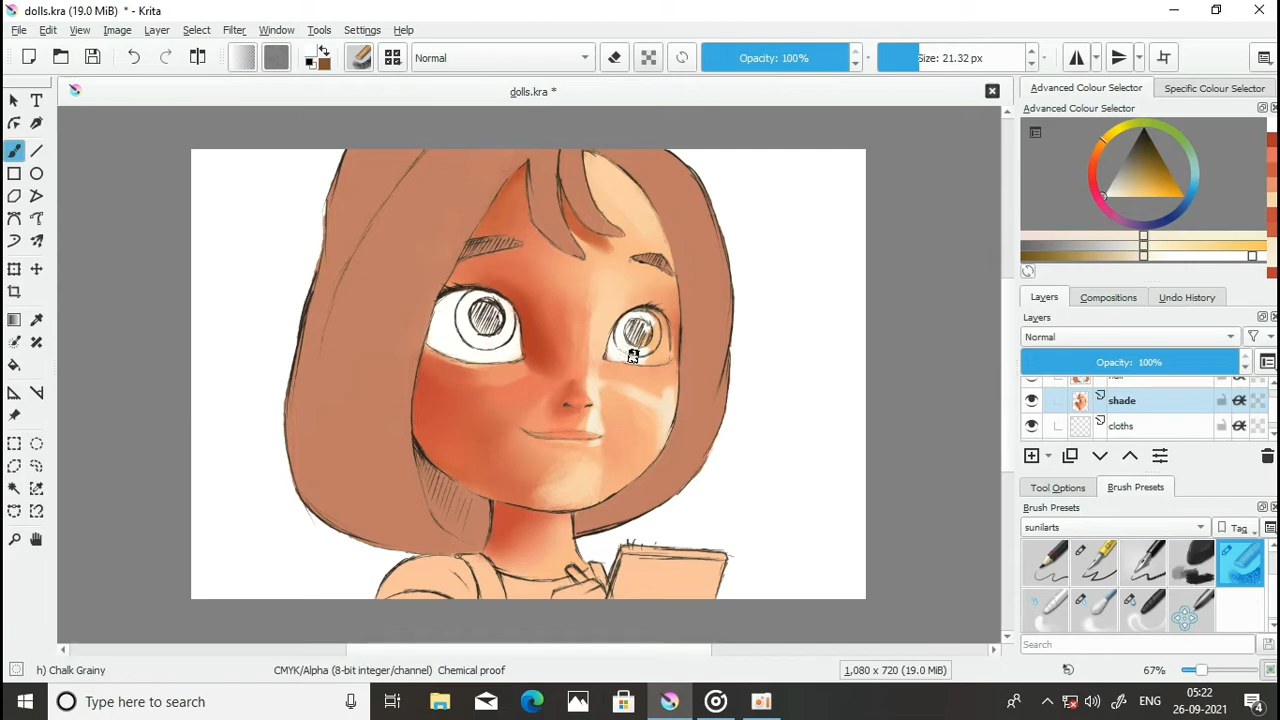 dolls.kra (19.0 MiB) * - Krita
File Edit View Image Layer Select Filter Window Tools Settings Help
Normal
Opacity: 100%
Size: 21.32 px
dolls.kra *
Advanced Colour Selector
Specific Colour Selector
Advanced Colour Selector
Layers
Compositions
Undo History
Layers
Normal
Opacity: 100%
shade
cloths
Tool Options
Brush Presets
Brush Presets
sunilarts
Tag
Search
h) Chalk Grainy
CMYK/Alpha (8-bit integer/channel) Chemical proof
1,080 x 720 (19.0 MiB)
67%
Type here to search
ENG
05:22
26-09-2021
4